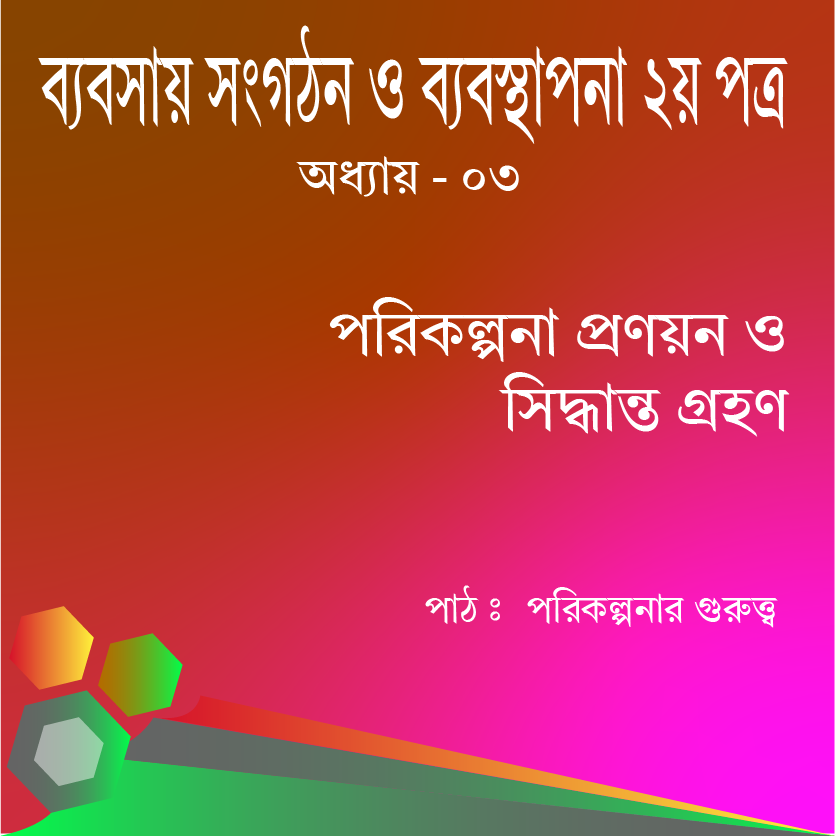 ব্যবসায় সংগঠন ও ব্যবস্থাপনা ২য় পত্র
অধ্যায় - ০৩
পরিকল্পনা প্রণয়ন ও
সিদ্ধান্ত গ্রহণ
পাঠ ঃ পরিকল্পনার গুরুত্ত্ব